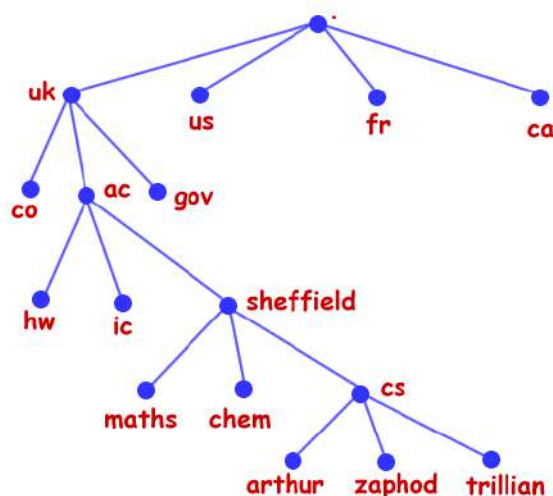 .
uk
us
fr
ca
co
ac
gov
hw
ic
sheffield
maths
chem
cs
arthur
zaphod
trillian